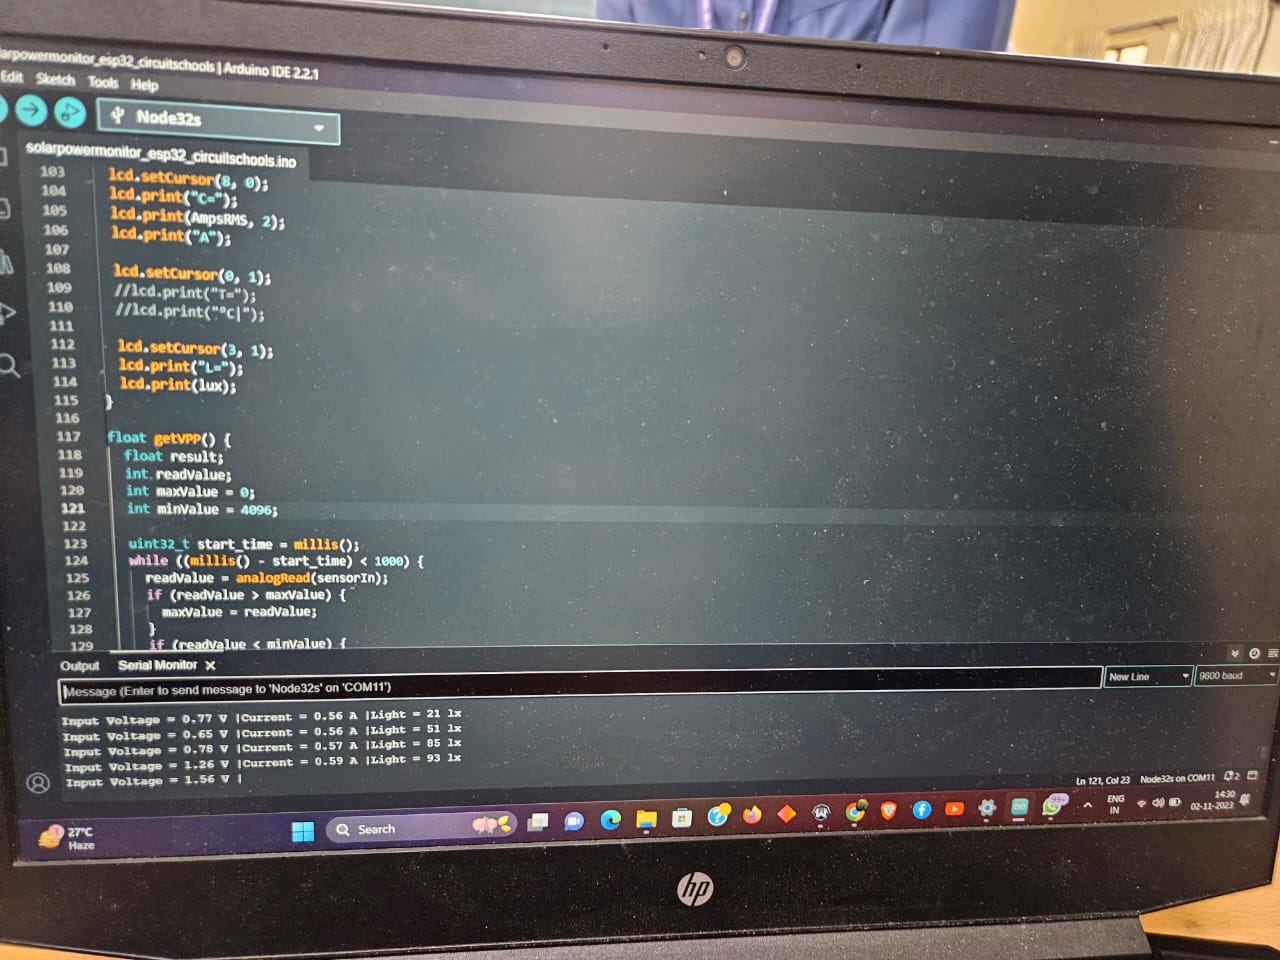 larpowermonitor_esp32_circuitschools | Arduino IDE 2.2.1
Edit Sketch Tools Help
Node32s
solarpowermonitor_esp32_circuitschools.ino
103 lcd.setCursor(8, 0);
104 lcd.print("C=");
105 lcd.print(AmpsRMS, 2);
106 lcd.print("A");
107
108 lcd.setCursor(0, 1);
109 //lcd.print("T=");
110 //lcd.print("°C|");
111
112 lcd.setCursor(3, 1);
113 lcd.print("L=");
114 lcd.print(lux);
115 }
116
117 float getVPP() {
118 float result;
119 int readValue;
120 int maxValue = 0;
121 int minValue = 4096;
122
123 uint32_t start_time = millis();
124 while ((millis() - start_time) < 1000) {
125 readValue = analogRead(sensorIn);
126 if (readValue > maxValue) {
127 maxValue = readValue;
128 }
129 if (readValue < minValue) {
Output Serial Monitor X
Message (Enter to send message to 'Node32s' on 'COM11') New Line 9600 baud
Input Voltage = 0.77 V |Current = 0.56 A |Light = 21 lx
Input Voltage = 0.65 V |Current = 0.56 A |Light = 51 lx
Input Voltage = 0.78 V |Current = 0.57 A |Light = 85 lx
Input Voltage = 1.26 V |Current = 0.59 A |Light = 93 lx
Input Voltage = 1.56 V |
Ln 121, Col 23 Node32s on COM11 2
27°C
Haze
Search
99+
ENG
IN
14:30
02-11-2023
hp